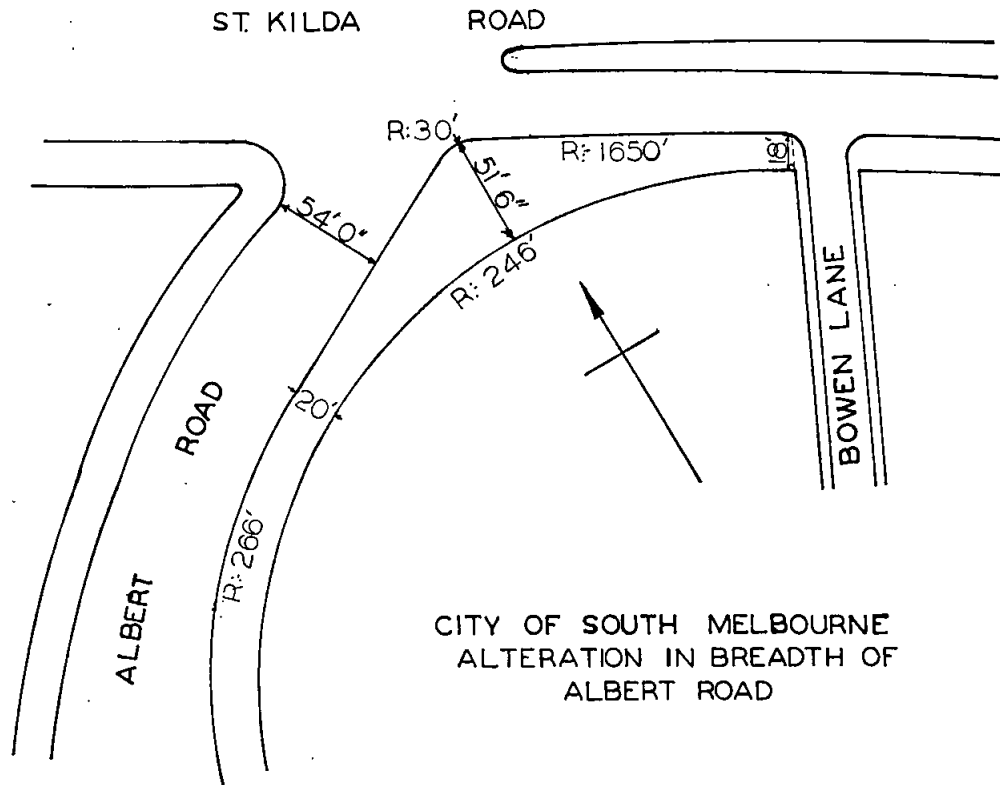 ST. KILDA ROAD
R:30'
R:-1650'
18'
51' 6"
54' 0"
R:- 246'
20'
BOWEN LANE
ROAD
R:-266'
ALBERT
CITY OF SOUTH MELBOURNE
ALTERATION IN BREADTH OF
ALBERT ROAD